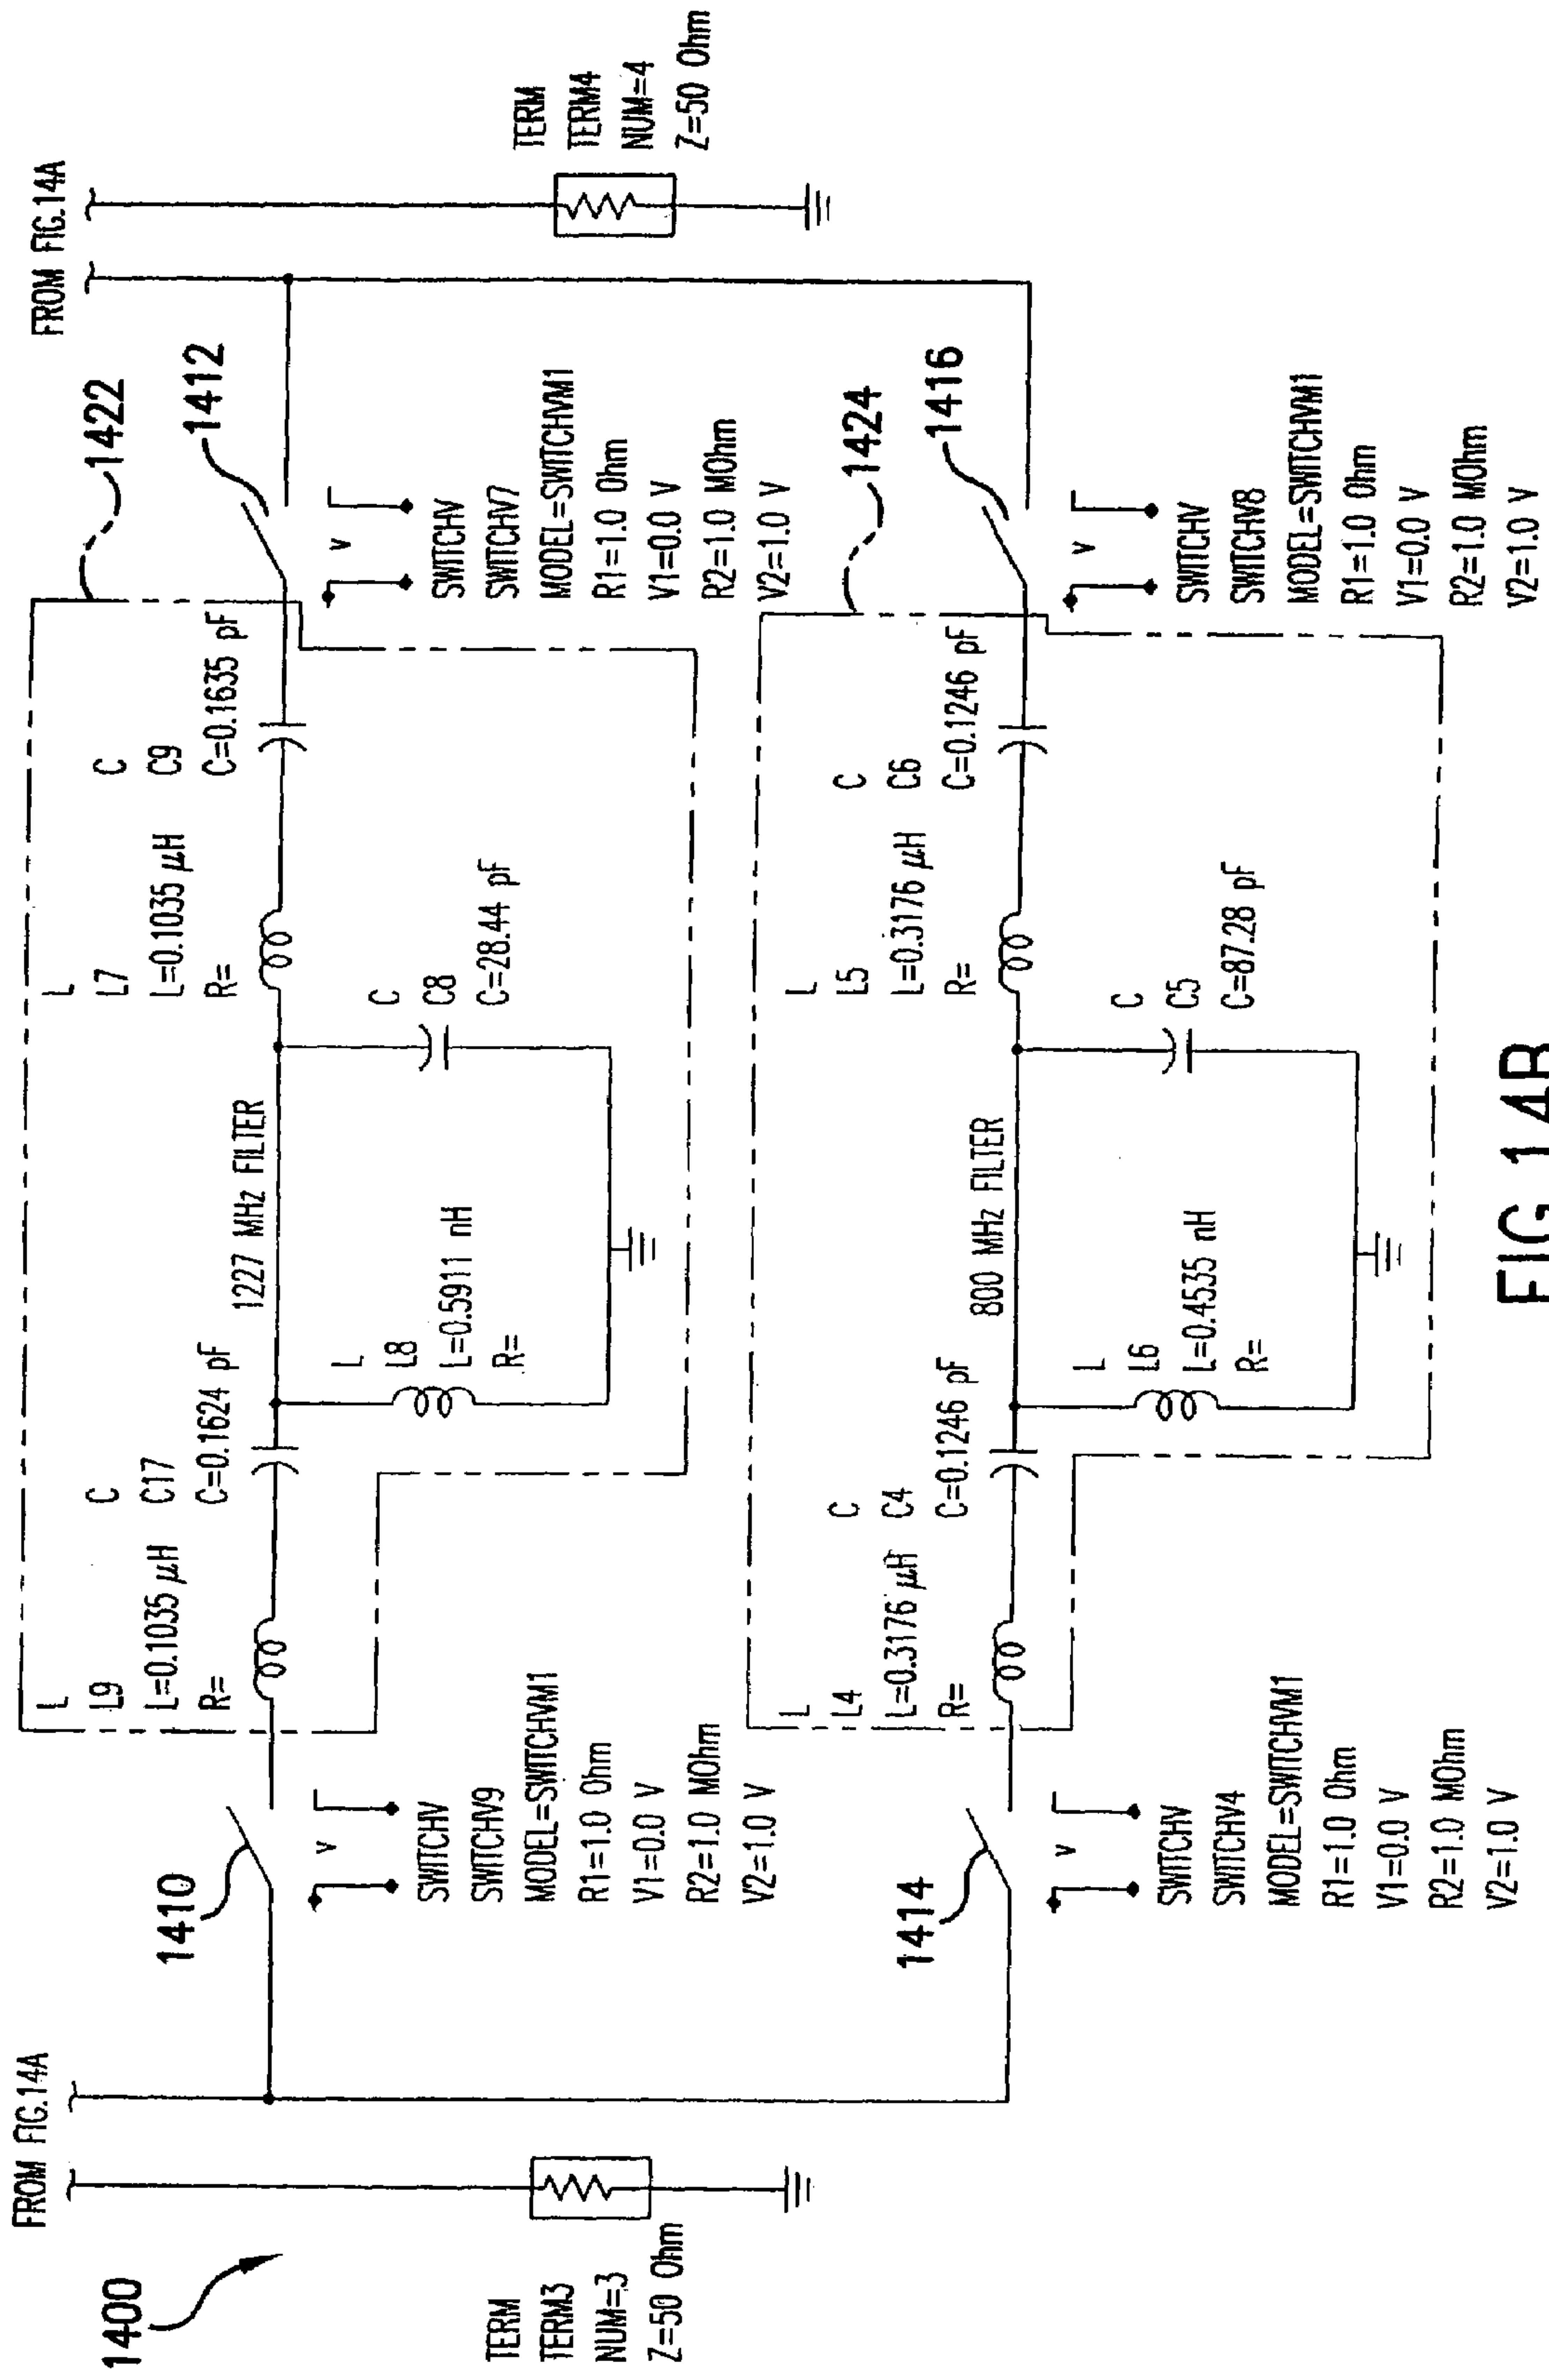 1400
FROM FIG.14A
FROM FIG.14A
TERM
TERM3
NUM=3
Z=50 Ohm
TERM
TERM4
NUM=4
Z=50 Ohm
1422
1410
1412
L
L9
L=0.1035 µH
R=
C
C17
C=0.1624 pF
1227 MHz FILTER
L
L8
L=0.5911 nH
R=
C
C8
C=28.44 pF
L
L7
L=0.1035 µH
R=
C
C9
C=0.1635 pF
V
SWITCHV
SWITCHV9
MODEL=SWITCHVM1
R1=1.0 Ohm
V1=0.0 V
R2=1.0 MOhm
V2=1.0 V
V
SWITCHV
SWITCHV7
MODEL=SWITCHVM1
R1=1.0 Ohm
V1=0.0 V
R2=1.0 MOhm
V2=1.0 V
1424
1414
1416
L
L4
L=0.3176 µH
R=
C
C4
C=0.1246 pF
800 MHz FILTER
L
L6
L=0.4535 nH
R=
C
C5
C=87.28 pF
L
L5
L=0.3176 µH
R=
C
C6
C=0.1246 pF
V
SWITCHV
SWITCHV4
MODEL=SWITCHVM1
R1=1.0 Ohm
V1=0.0 V
R2=1.0 MOhm
V2=1.0 V
V
SWITCHV
SWITCHV8
MODEL=SWITCHVM1
R1=1.0 Ohm
V1=0.0 V
R2=1.0 MOhm
V2=1.0 V
FIG.14B